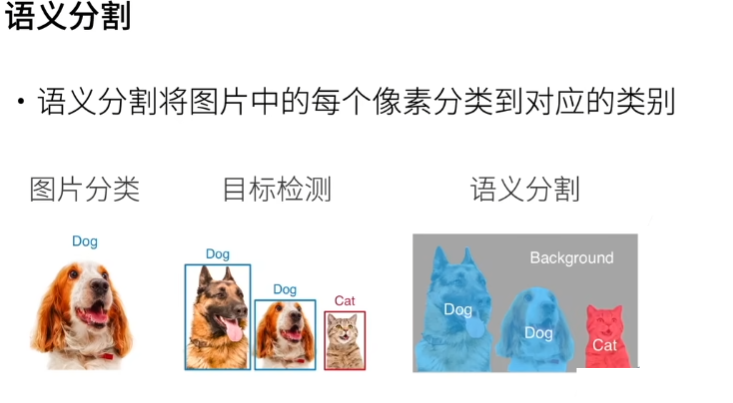 语义分割
• 语义分割将图片中的每个像素分类到对应的类别
图片分类 目标检测 语义分割
Dog
Dog
Dog
Cat
Background
Dog
Dog
Cat